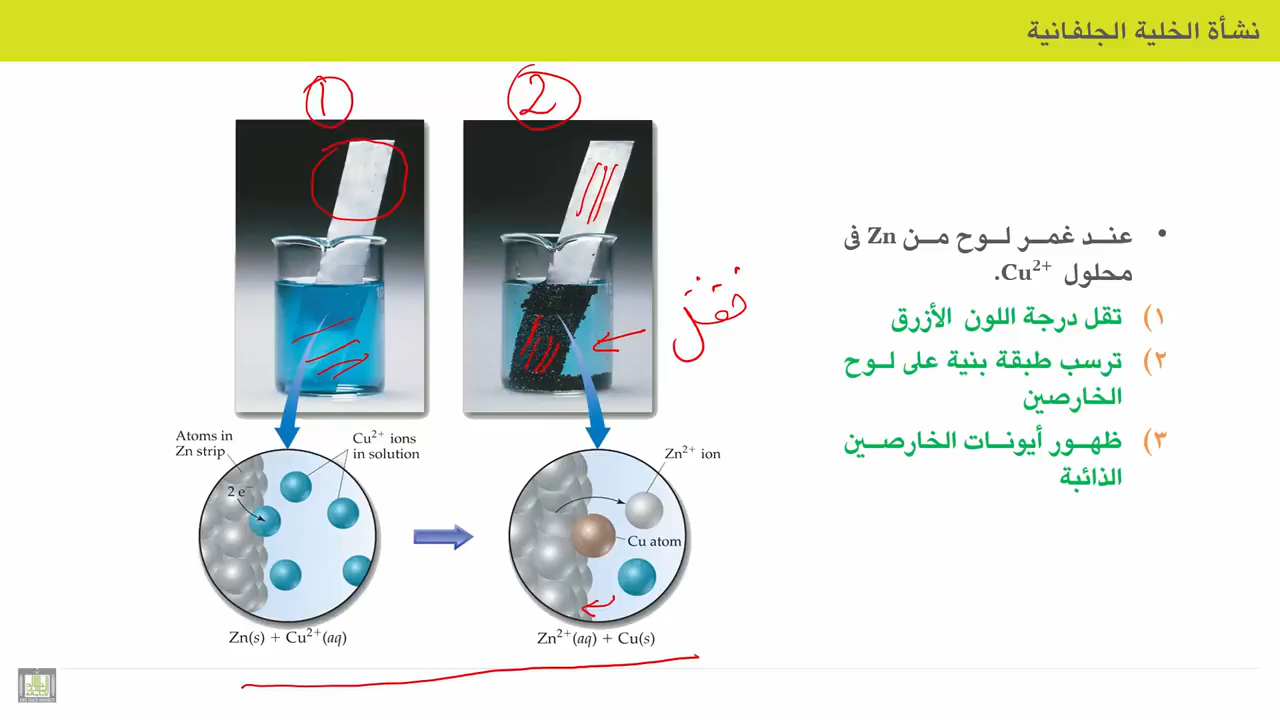 نشأة الخلية الجلفانية
1
2
• عند غمر لوح من Zn فى
محلول Cu²⁺.
١) تقل درجة اللون الأزرق
٢) ترسب طبقة بنية على لوح
الخارصين
٣) ظهور أيونات الخارصين
الذائبة
Atoms in
Zn strip
Cu²⁺ ions
in solution
2 e⁻
Zn(s) + Cu²⁺(aq)
Zn²⁺ ion
Cu atom
Zn²⁺(aq) + Cu(s)